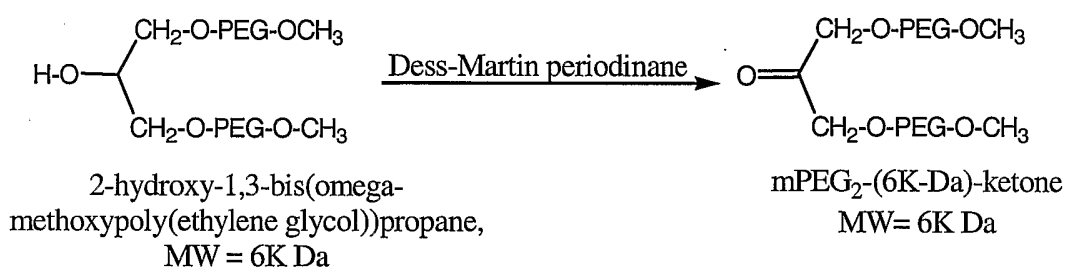 CH2-O-PEG-OCH3
H-O
CH2-O-PEG-O-CH3
Dess-Martin periodinane
CH2-O-PEG-OCH3
O
CH2-O-PEG-O-CH3
2-hydroxy-1,3-bis(omega-
methoxypoly(ethylene glycol))propane,
MW = 6K Da
mPEG2-(6K-Da)-ketone
MW= 6K Da